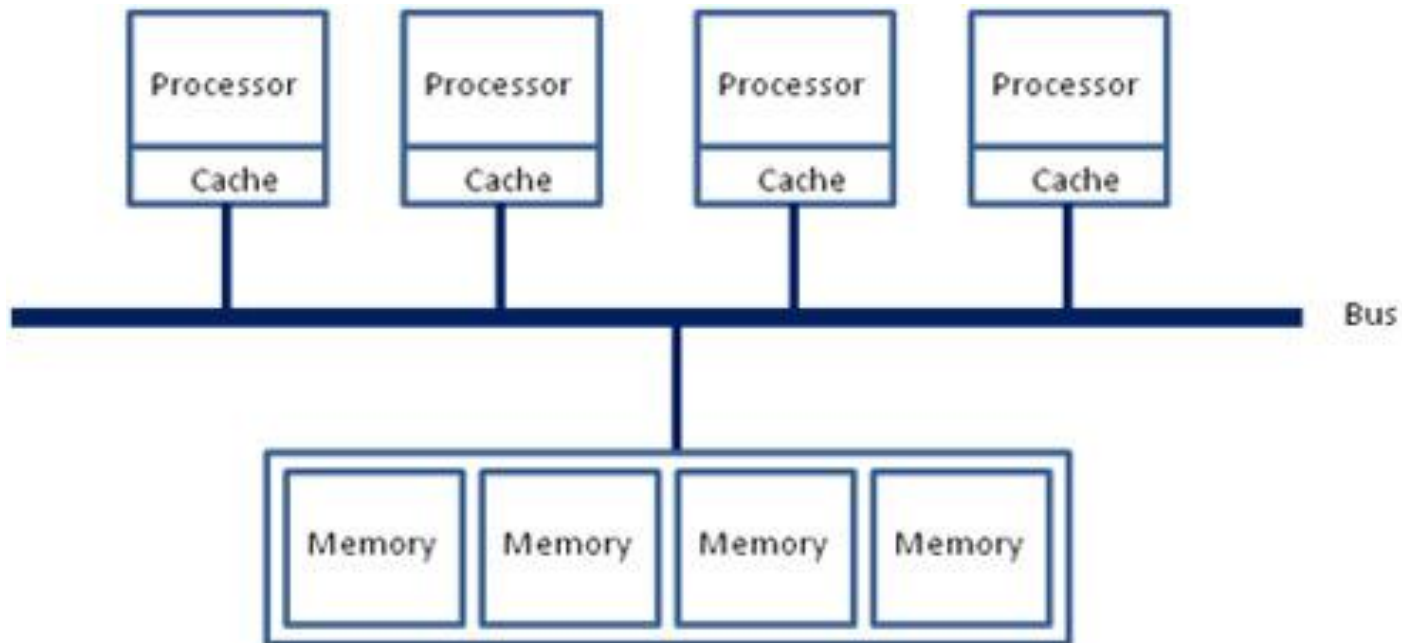 Processor Processor Processor Processor
Cache Cache Cache Cache
Bus
Memory Memory Memory Memory